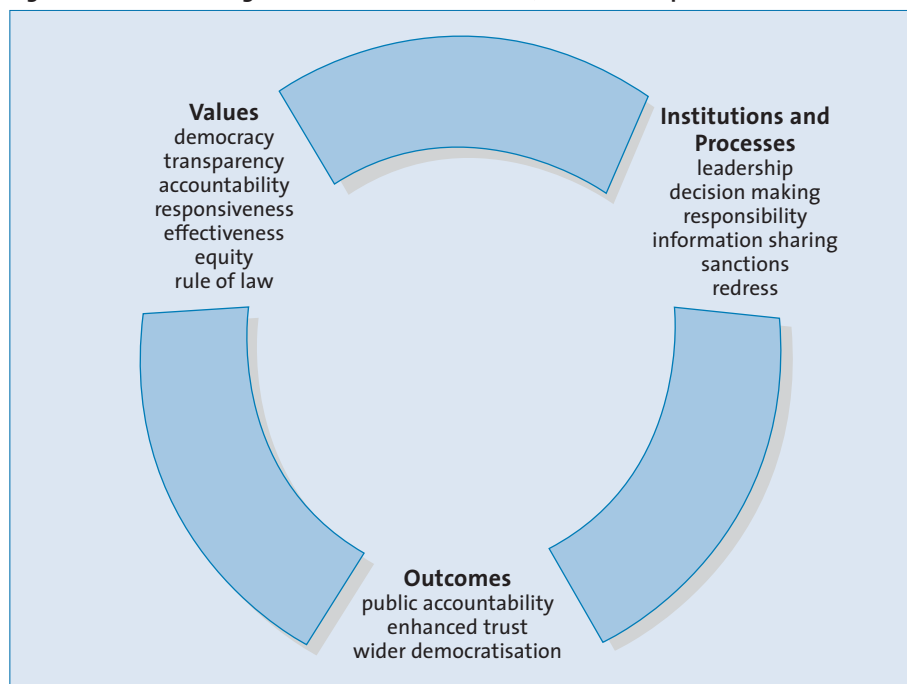 Values
democracy
transparency
accountability
responsiveness
effectiveness
equity
rule of law
Institutions and
Processes
leadership
decision making
responsibility
information sharing
sanctions
redress
Outcomes
public accountability
enhanced trust
wider democratisation